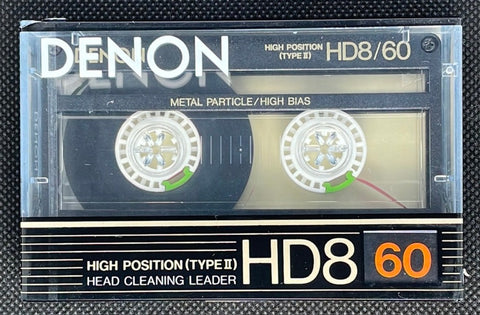 DENON
HIGH POSITION
(TYPE II)
HD8/60
METAL PARTICLE/HIGH BIAS
HIGH POSITION (TYPE II)
HEAD CLEANING LEADER
HD8
60